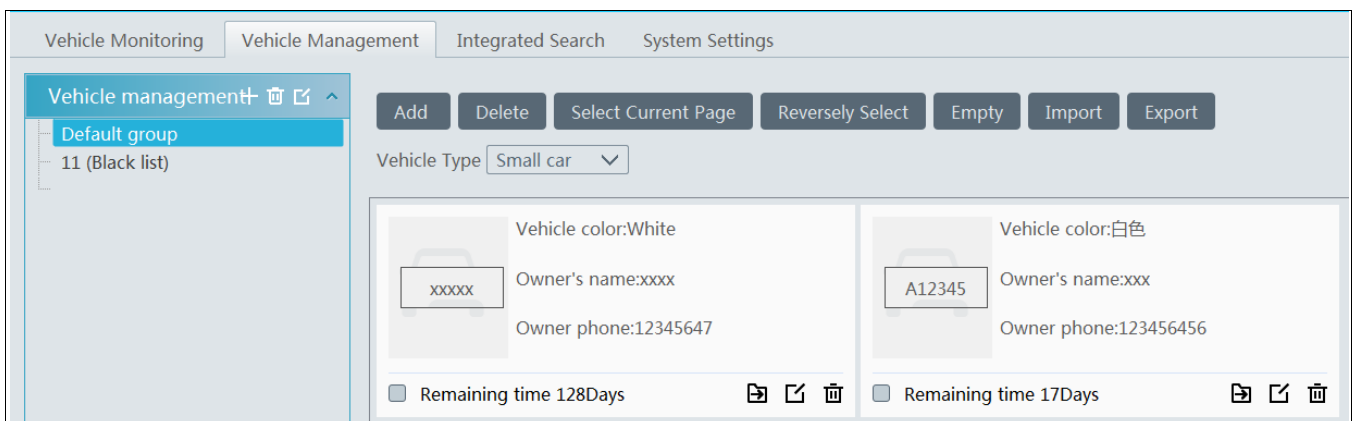 Vehicle Monitoring Vehicle Management Integrated Search System Settings
Vehicle management
Default group
11 (Black list)
Add Delete Select Current Page Reversely Select Empty Import Export
Vehicle Type Small car
xxxxx
Vehicle color:White
Owner's name:xxxx
Owner phone:12345647
Remaining time 128Days
A12345
Vehicle color:白色
Owner's name:xxx
Owner phone:123456456
Remaining time 17Days